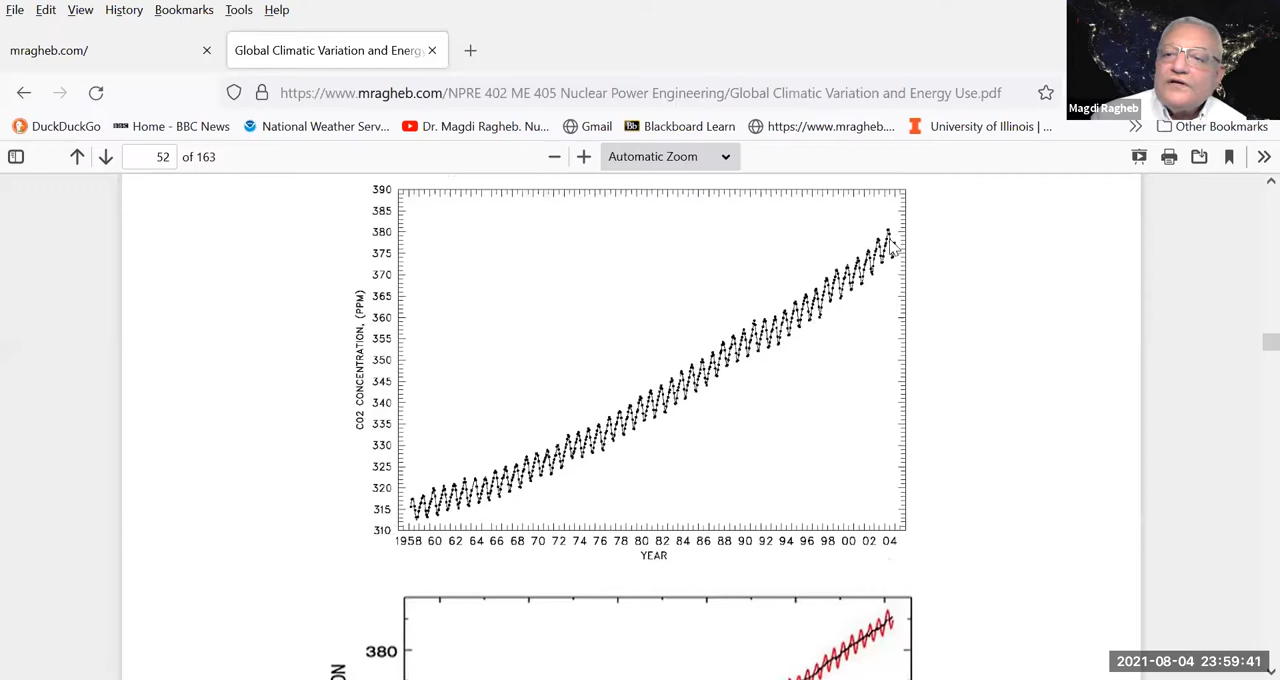 File Edit View History Bookmarks Tools Help
mragheb.com/ Global Climatic Variation and Energy
https://www.mragheb.com/NPRE 402 ME 405 Nuclear Power Engineering/Global Climatic Variation and Energy Use.pdf
Magdi Ragheb
DuckDuckGo BBC Home - BBC News National Weather Serv... Dr. Magdi Ragheb. Nu... Gmail Bb Blackboard Learn https://www.mragheb.... I University of Illinois |... Other Bookmarks
52 of 163 Automatic Zoom
390
385
380
375
370
365
360
355
350
345
340
335
330
325
320
315
310
CO2 CONCENTRATION, (PPM)
1958 60 62 64 66 68 70 72 74 76 78 80 82 84 86 88 90 92 94 96 98 00 02 04
YEAR
380
ON
2021-08-04 23:59:41